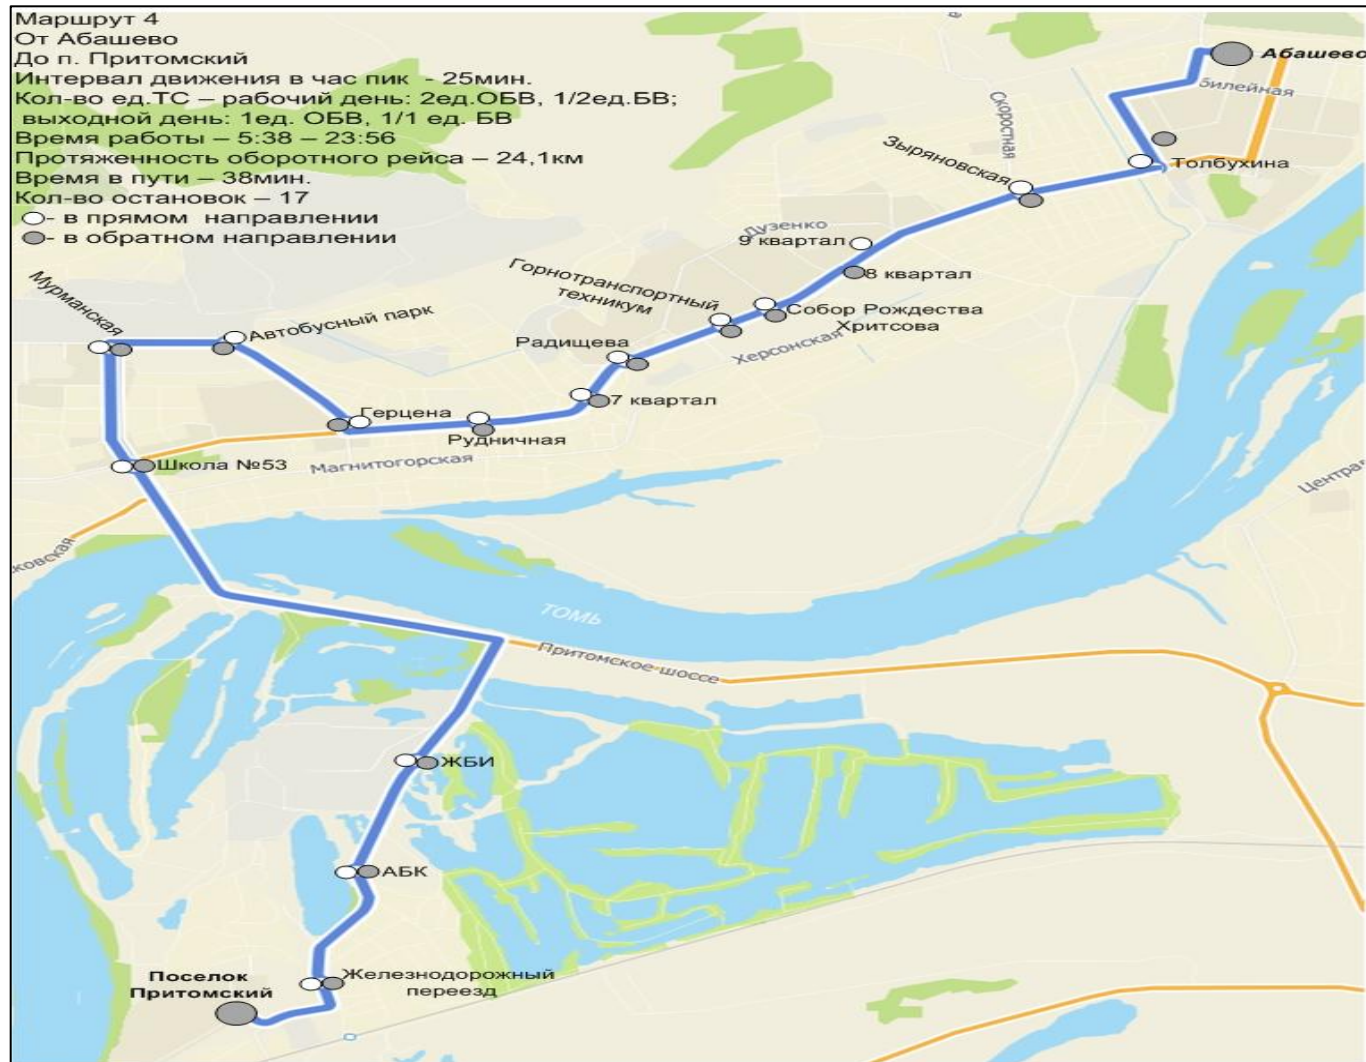 Маршрут 4
От Абашево
До п. Притомский
Интервал движения в час пик - 25мин.
Кол-во ед.ТС – рабочий день: 2ед.ОБВ, 1/2ед.БВ;
выходной день: 1ед. ОБВ, 1/1 ед. БВ
Время работы – 5:38 – 23:56
Протяженность оборотного рейса – 24,1км
Время в пути – 38мин.
Кол-во остановок – 17
- в прямом направлении
- в обратном направлении
Абашево
билейная
Скоростная
Толбухина
Зыряновская
Дузенко
9 квартал
8 квартал
Горнотранспортный
техникум
Собор Рождества
Хритсова
Херсонская
Мурманская
Автобусный парк
Радищева
7 квартал
Герцена
Рудничная
Школа №53
Магнитогорская
Централ
ковская
ТОМЬ
Притомское шоссе
ЖБИ
АБК
Железнодорожный
переезд
Поселок
Притомский